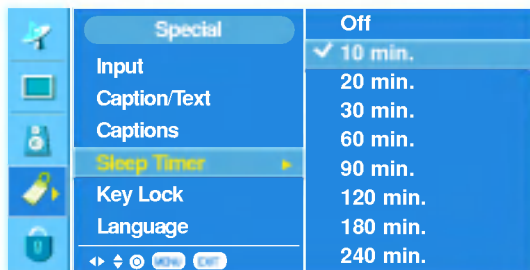 Special
Input
Caption/Text
Captions
Sleep Timer
Key Lock
Language
MENU EXIT
Off
10 min.
20 min.
30 min.
60 min.
90 min.
120 min.
180 min.
240 min.